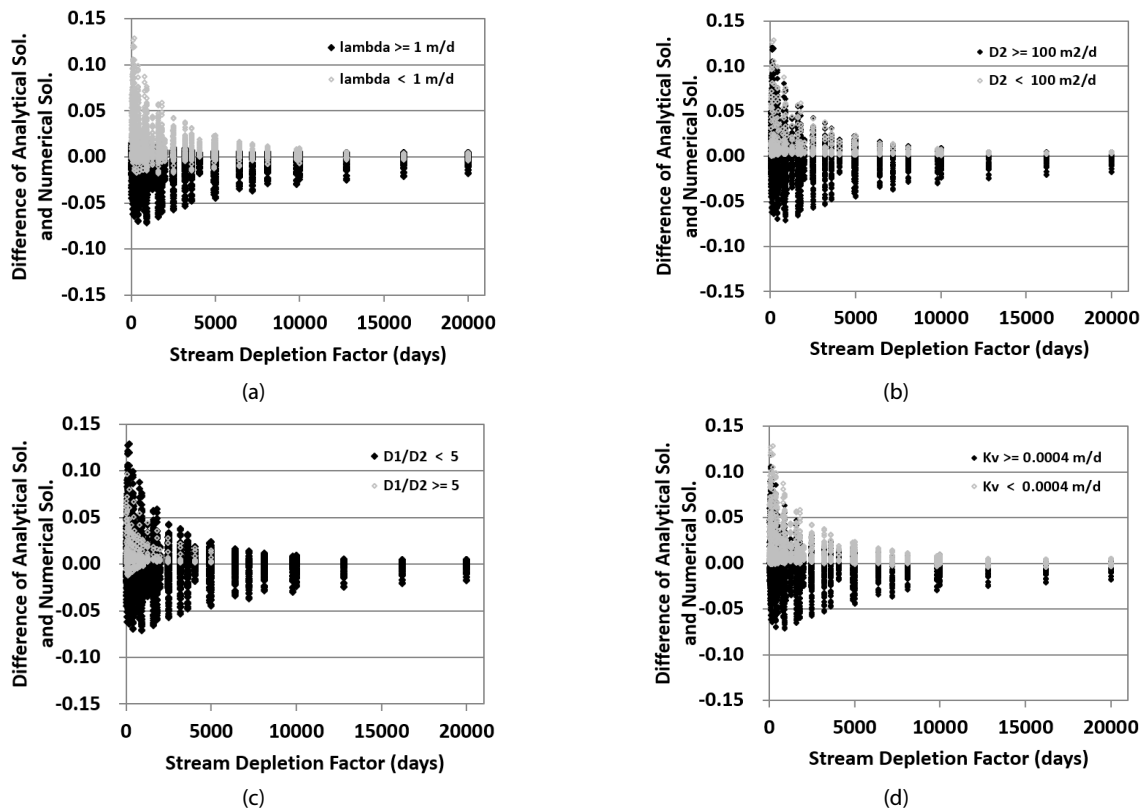 0.15
0.10
0.05
0.00
-0.05
-0.10
-0.15
Difference of Analytical Sol.
and Numerical Sol.
lambda >= 1 m/d
lambda < 1 m/d
0 5000 10000 15000 20000
Stream Depletion Factor (days)
(a)
0.15
0.10
0.05
0.00
-0.05
-0.10
-0.15
Difference of Analytical Sol.
and Numerical Sol.
D2 >= 100 m2/d
D2 < 100 m2/d
0 5000 10000 15000 20000
Stream Depletion Factor (days)
(b)
0.15
0.10
0.05
0.00
-0.05
-0.10
-0.15
Difference of Analytical Sol.
and Numerical Sol.
D1/D2 < 5
D1/D2 >= 5
0 5000 10000 15000 20000
Stream Depletion Factor (days)
(c)
0.15
0.10
0.05
0.00
-0.05
-0.10
-0.15
Difference of Analytical Sol.
and Numerical Sol.
Kv >= 0.0004 m/d
Kv < 0.0004 m/d
0 5000 10000 15000 20000
Stream Depletion Factor (days)
(d)